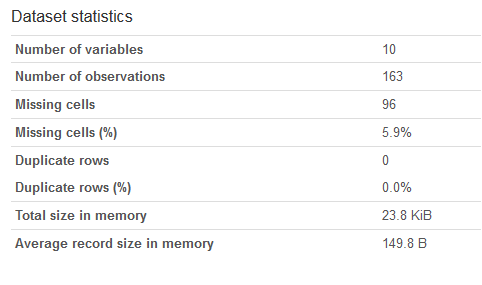 Dataset statistics
Number of variables 10
Number of observations 163
Missing cells 96
Missing cells (%) 5.9%
Duplicate rows 0
Duplicate rows (%) 0.0%
Total size in memory 23.8 KiB
Average record size in memory 149.8 B